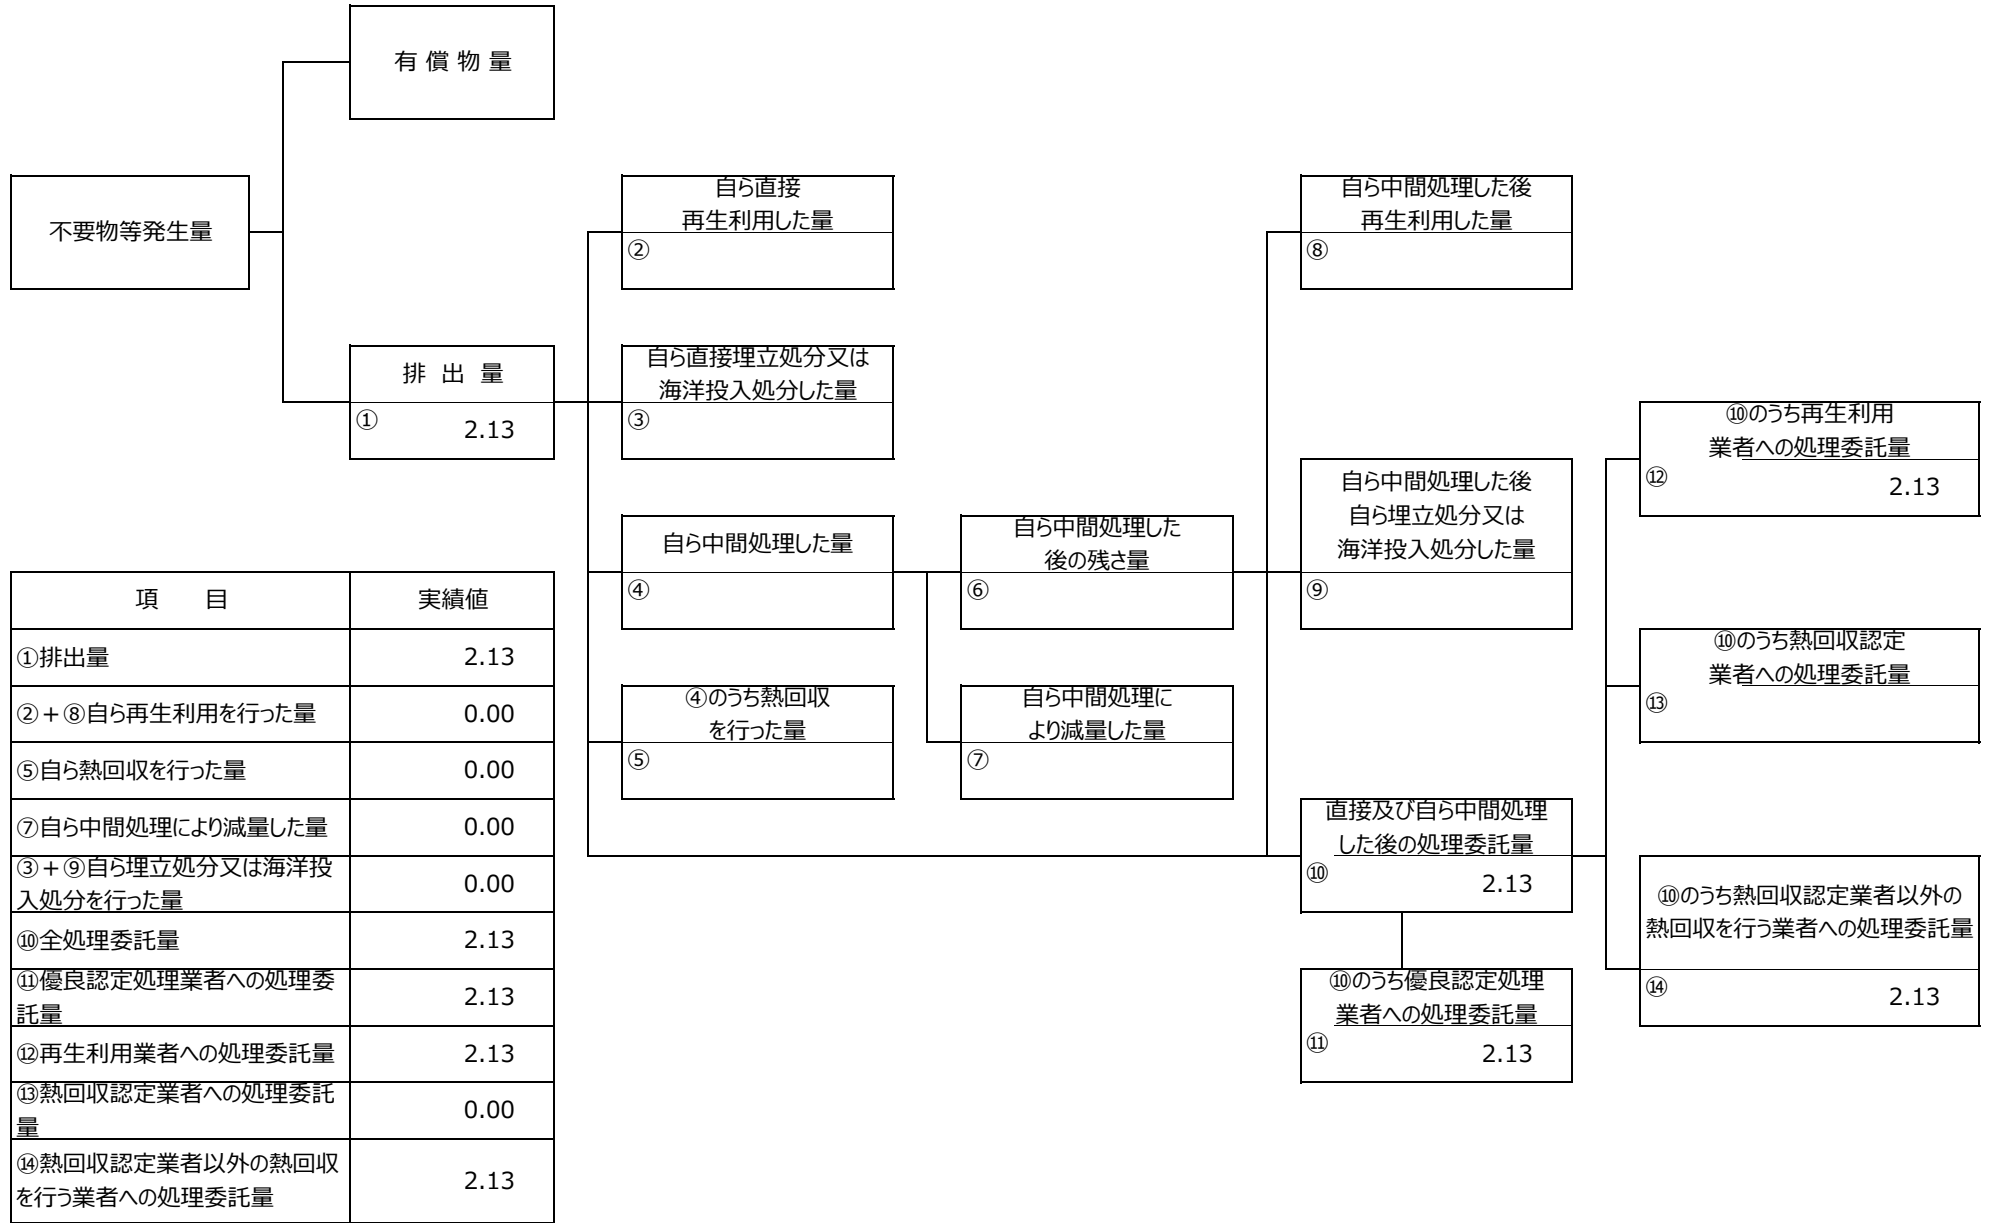 有 償 物 量
不要物等発生量
自ら直接
再生利用した量
②
自ら中間処理した後
再生利用した量
⑧
排 出 量
① 2.13
自ら直接埋立処分又は
海洋投入処分した量
③
⑩のうち再生利用
業者への処理委託量
⑫ 2.13
自ら中間処理した量
④
自ら中間処理した
後の残さ量
⑥
自ら中間処理した後
自ら埋立処分又は
海洋投入処分した量
⑨
⑩のうち熱回収認定
業者への処理委託量
⑬
④のうち熱回収
を行った量
⑤
自ら中間処理に
より減量した量
⑦
直接及び自ら中間処理
した後の処理委託量
⑩ 2.13
⑩のうち熱回収認定業者以外の
熱回収を行う業者への処理委託量
⑭ 2.13
⑩のうち優良認定処理
業者への処理委託量
⑪ 2.13
項 目 実績値
①排出量 2.13
②+⑧自ら再生利用を行った量 0.00
⑤自ら熱回収を行った量 0.00
⑦自ら中間処理により減量した量 0.00
③+⑨自ら埋立処分又は海洋投
入処分を行った量 0.00
⑩全処理委託量 2.13
⑪優良認定処理業者への処理委
託量 2.13
⑫再生利用業者への処理委託量 2.13
⑬熱回収認定業者への処理委託
量 0.00
⑭熱回収認定業者以外の熱回収
を行う業者への処理委託量 2.13